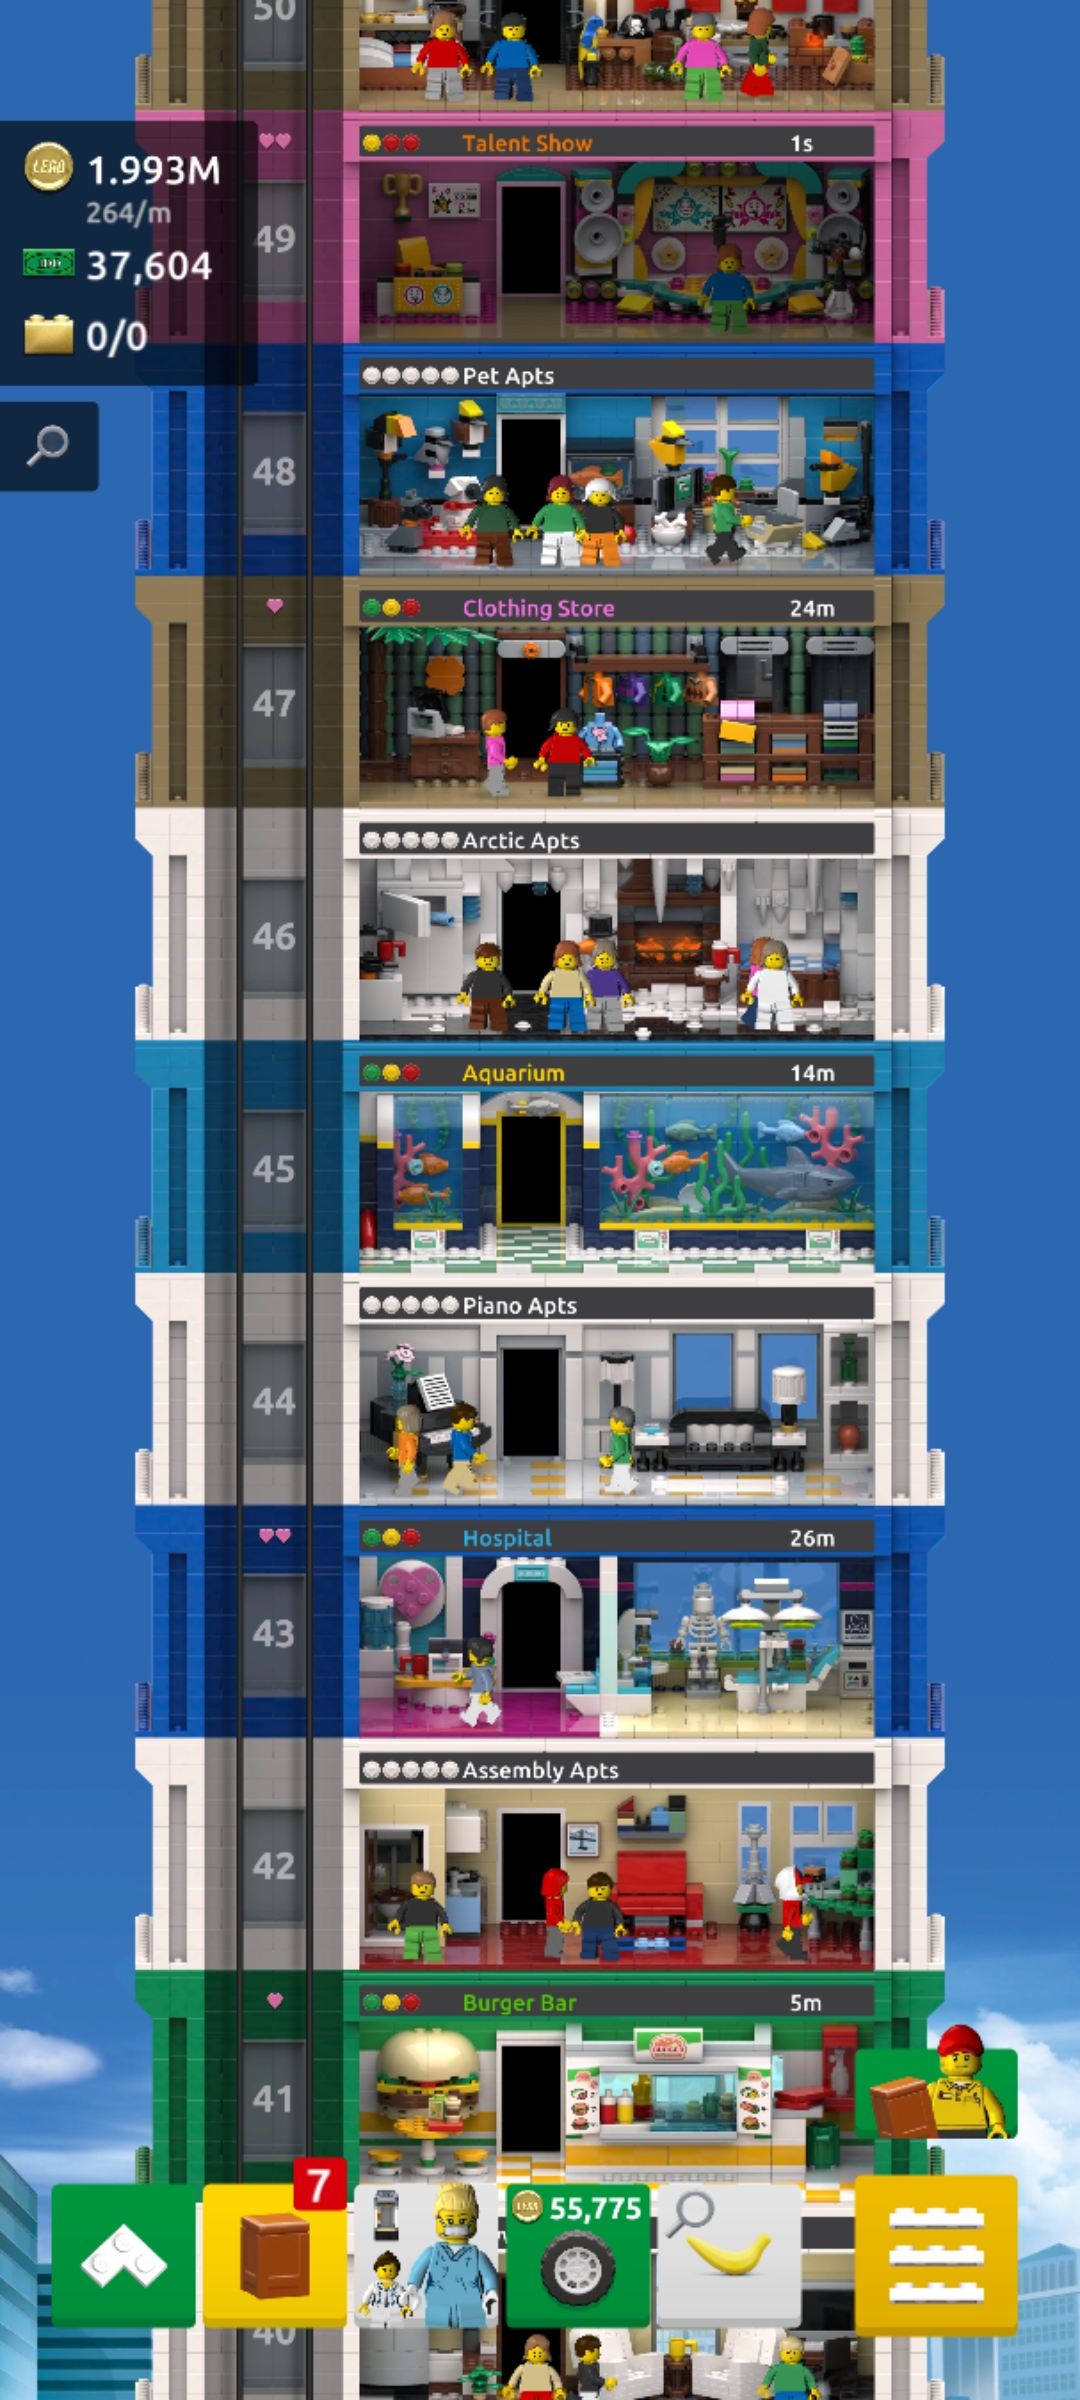 50
Talent Show 1s
LEGO 1.993M
264/m
49
37,604
0/0
Pet Apts
48
Clothing Store 24m
47
Arctic Apts
46
Aquarium 14m
45
Piano Apts
44
Hospital 26m
43
Assembly Apts
42
Burger Bar 5m
41
7
LEGO 55,775
40